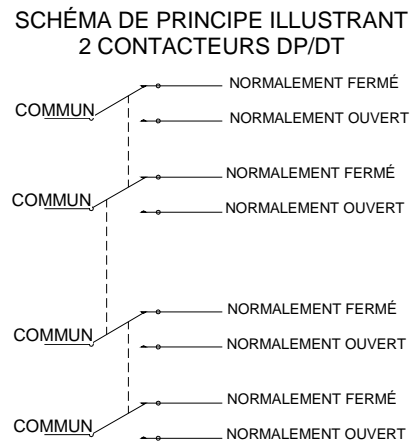 SCHÉMA DE PRINCIPE ILLUSTRANT
2 CONTACTEURS DP/DT
NORMALEMENT FERMÉ
COMMUN
NORMALEMENT OUVERT
NORMALEMENT FERMÉ
COMMUN
NORMALEMENT OUVERT
NORMALEMENT FERMÉ
COMMUN
NORMALEMENT OUVERT
NORMALEMENT FERMÉ
COMMUN
NORMALEMENT OUVERT